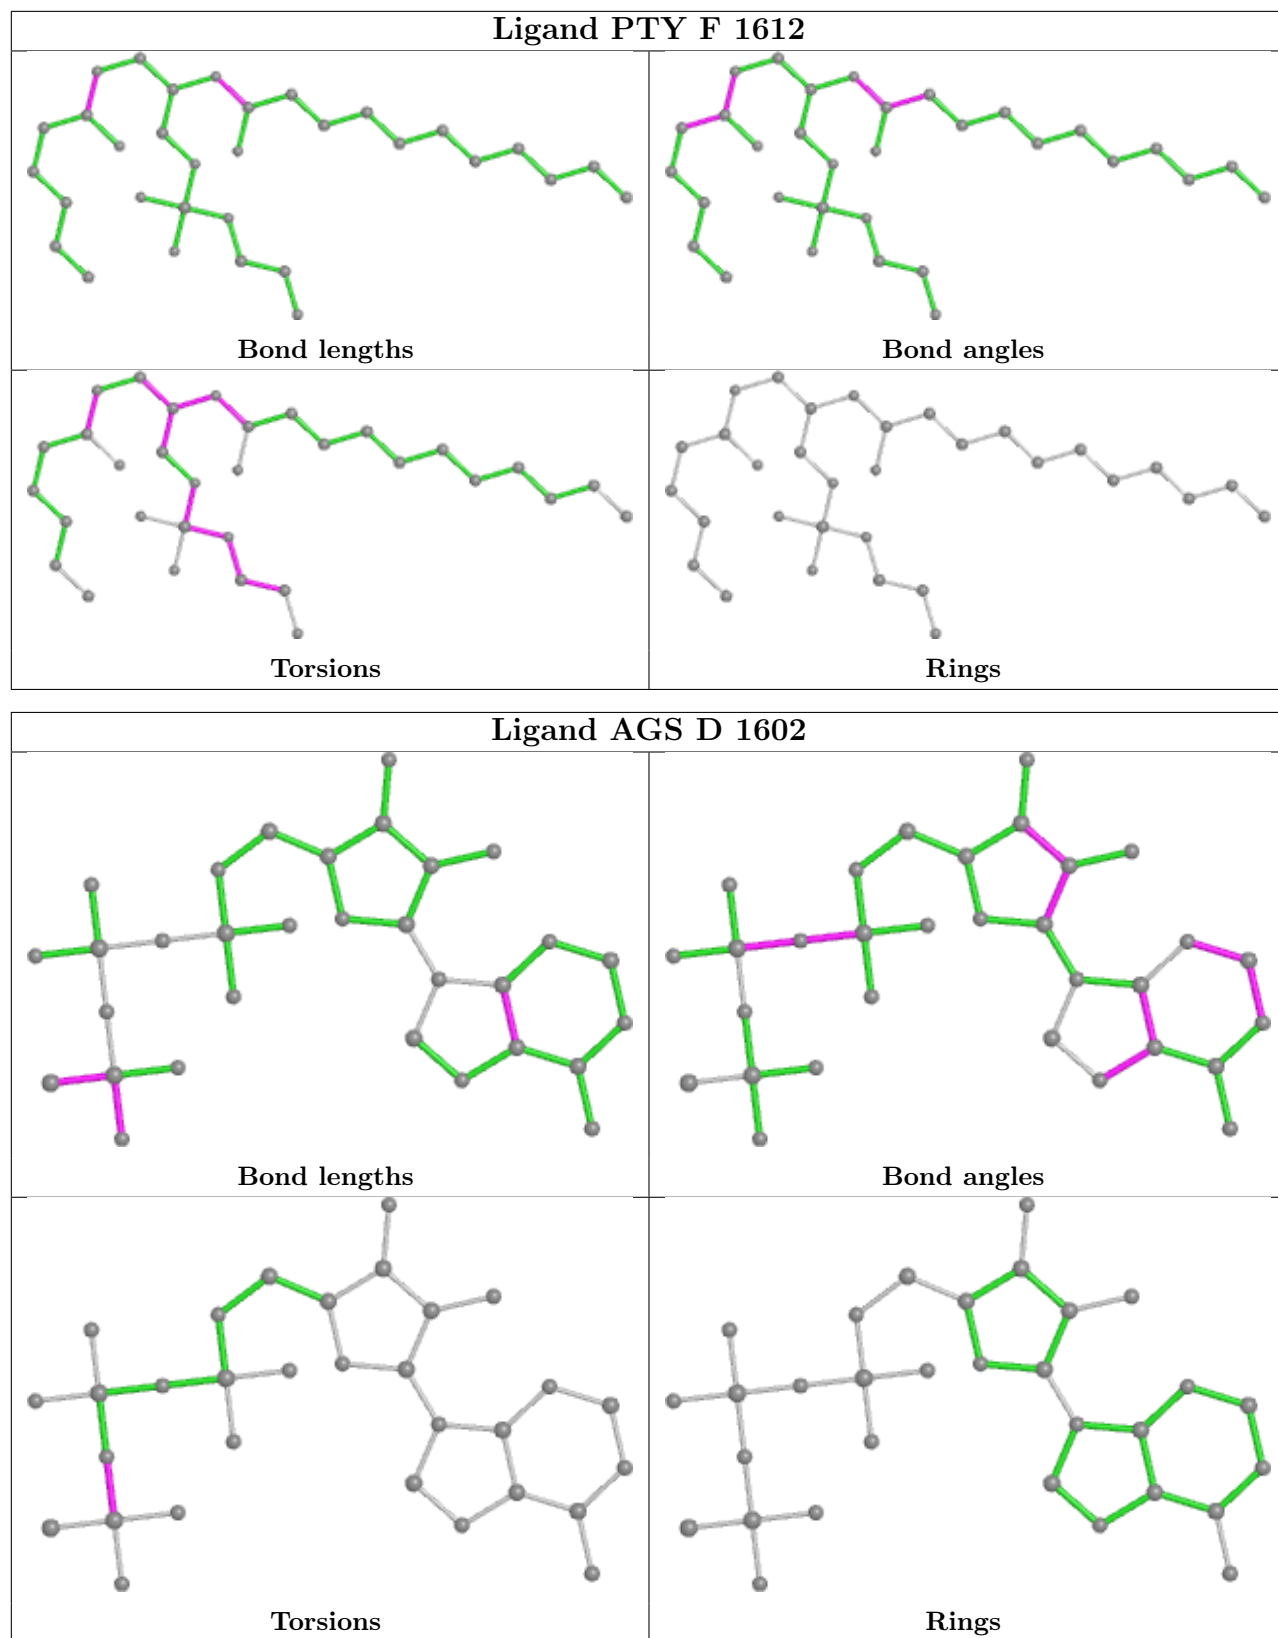 Ligand PTY F 1612
Bond lengths
Bond angles
Torsions
Rings
Ligand AGS D 1602
Bond lengths
Bond angles
Torsions
Rings